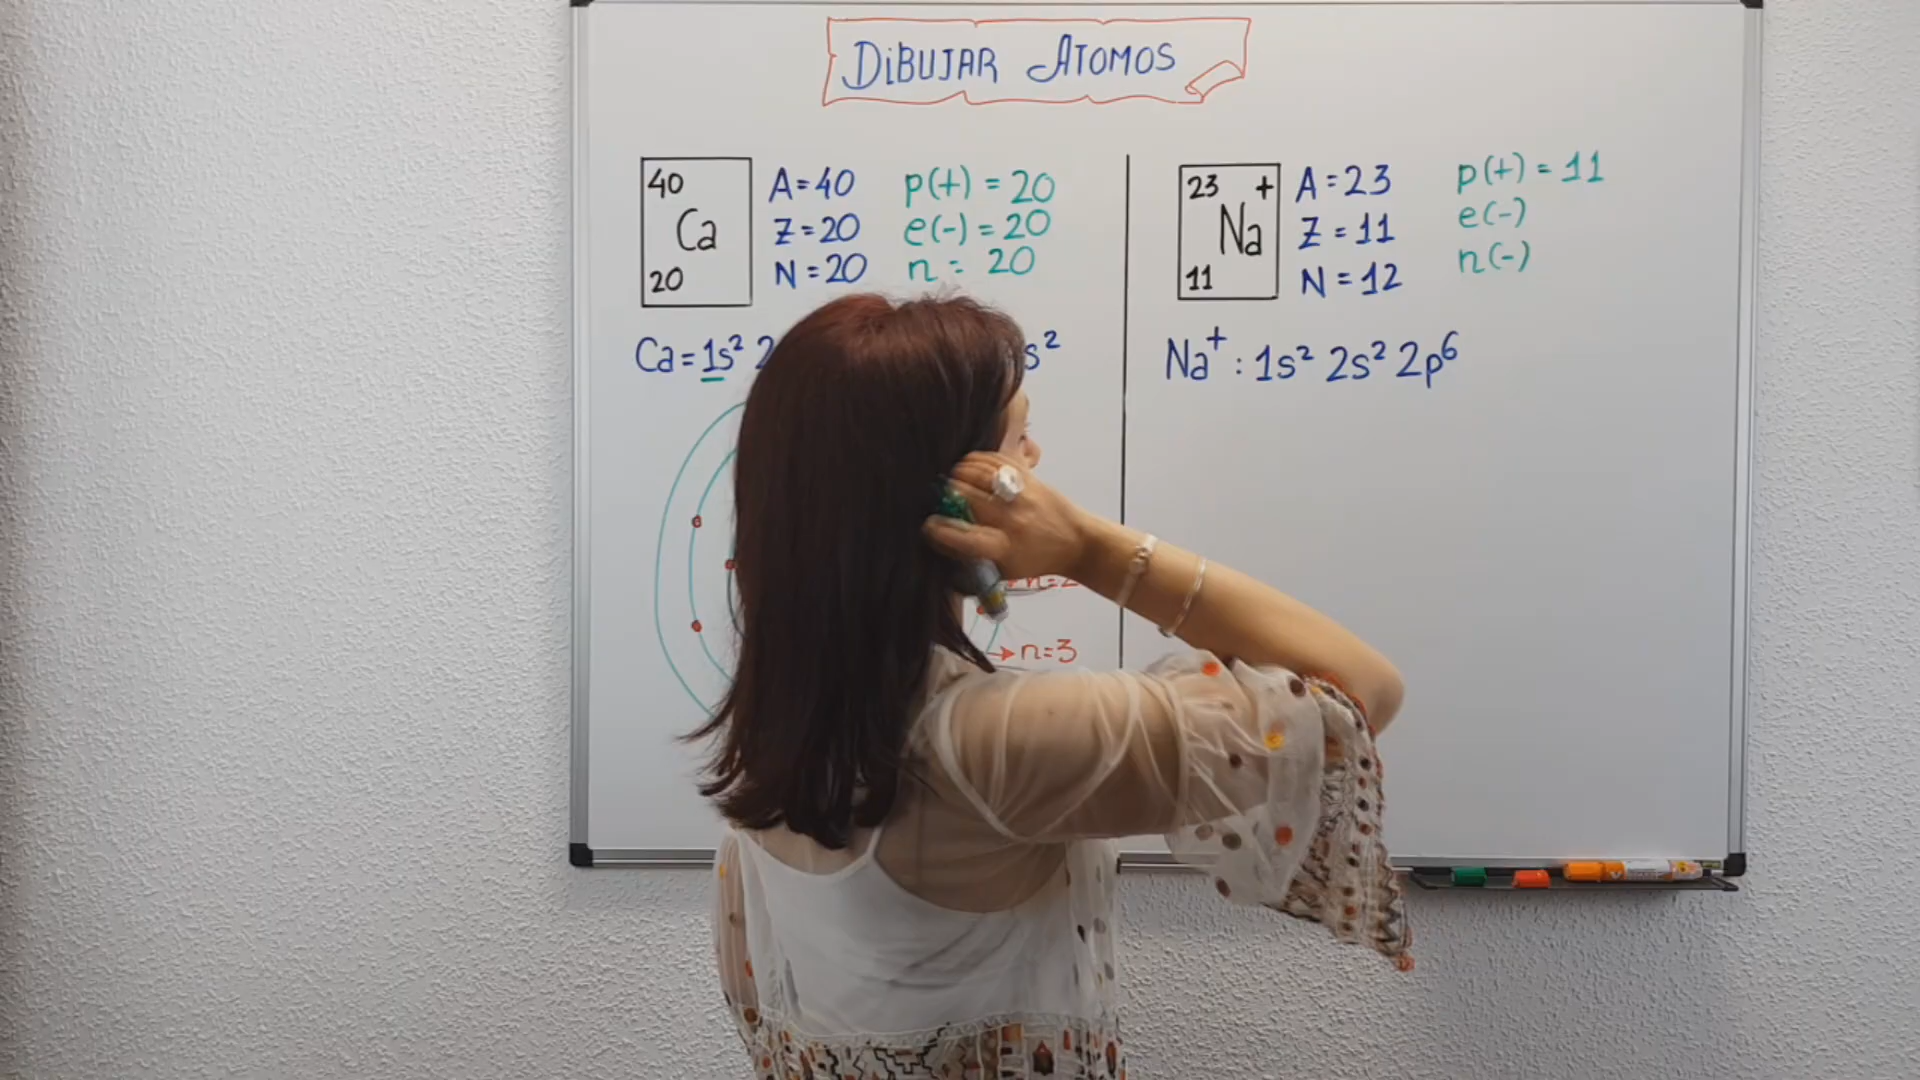 DIBUJAR ATOMOS
40
Ca
20
A=40
Z=20
N=20
p(+) = 20
e(-) = 20
n = 20
Ca=1s² 2
s²
n=3
23 +
Na
11
A=23
Z=11
N=12
p(+) = 11
e(-)
n(-)
Na⁺: 1s² 2s² 2p⁶